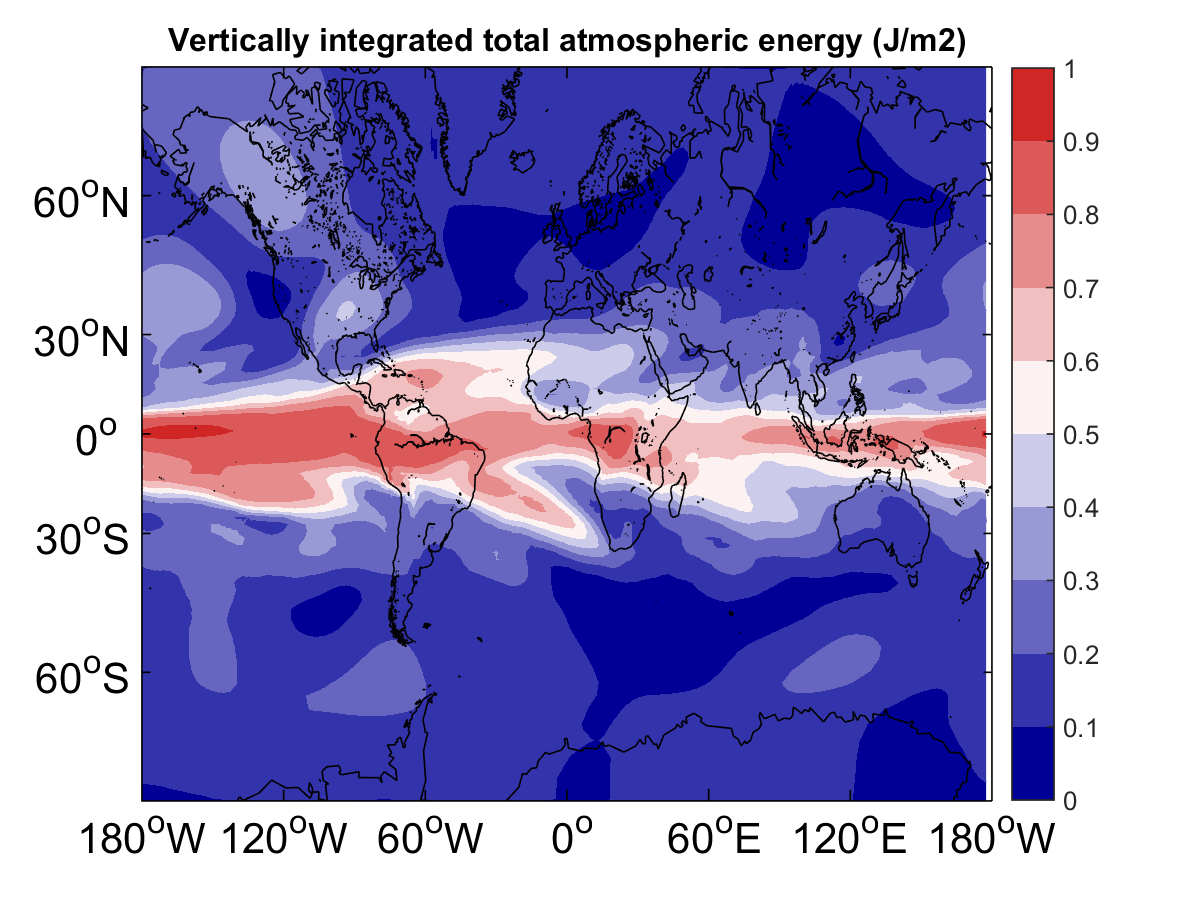 Vertically integrated total atmospheric energy (J/m2)
1
0.9
0.8
0.7
0.6
0.5
0.4
0.3
0.2
0.1
0
60°N
30°N
0°
30°S
60°S
180°W 120°W 60°W 0° 60°E 120°E 180°W